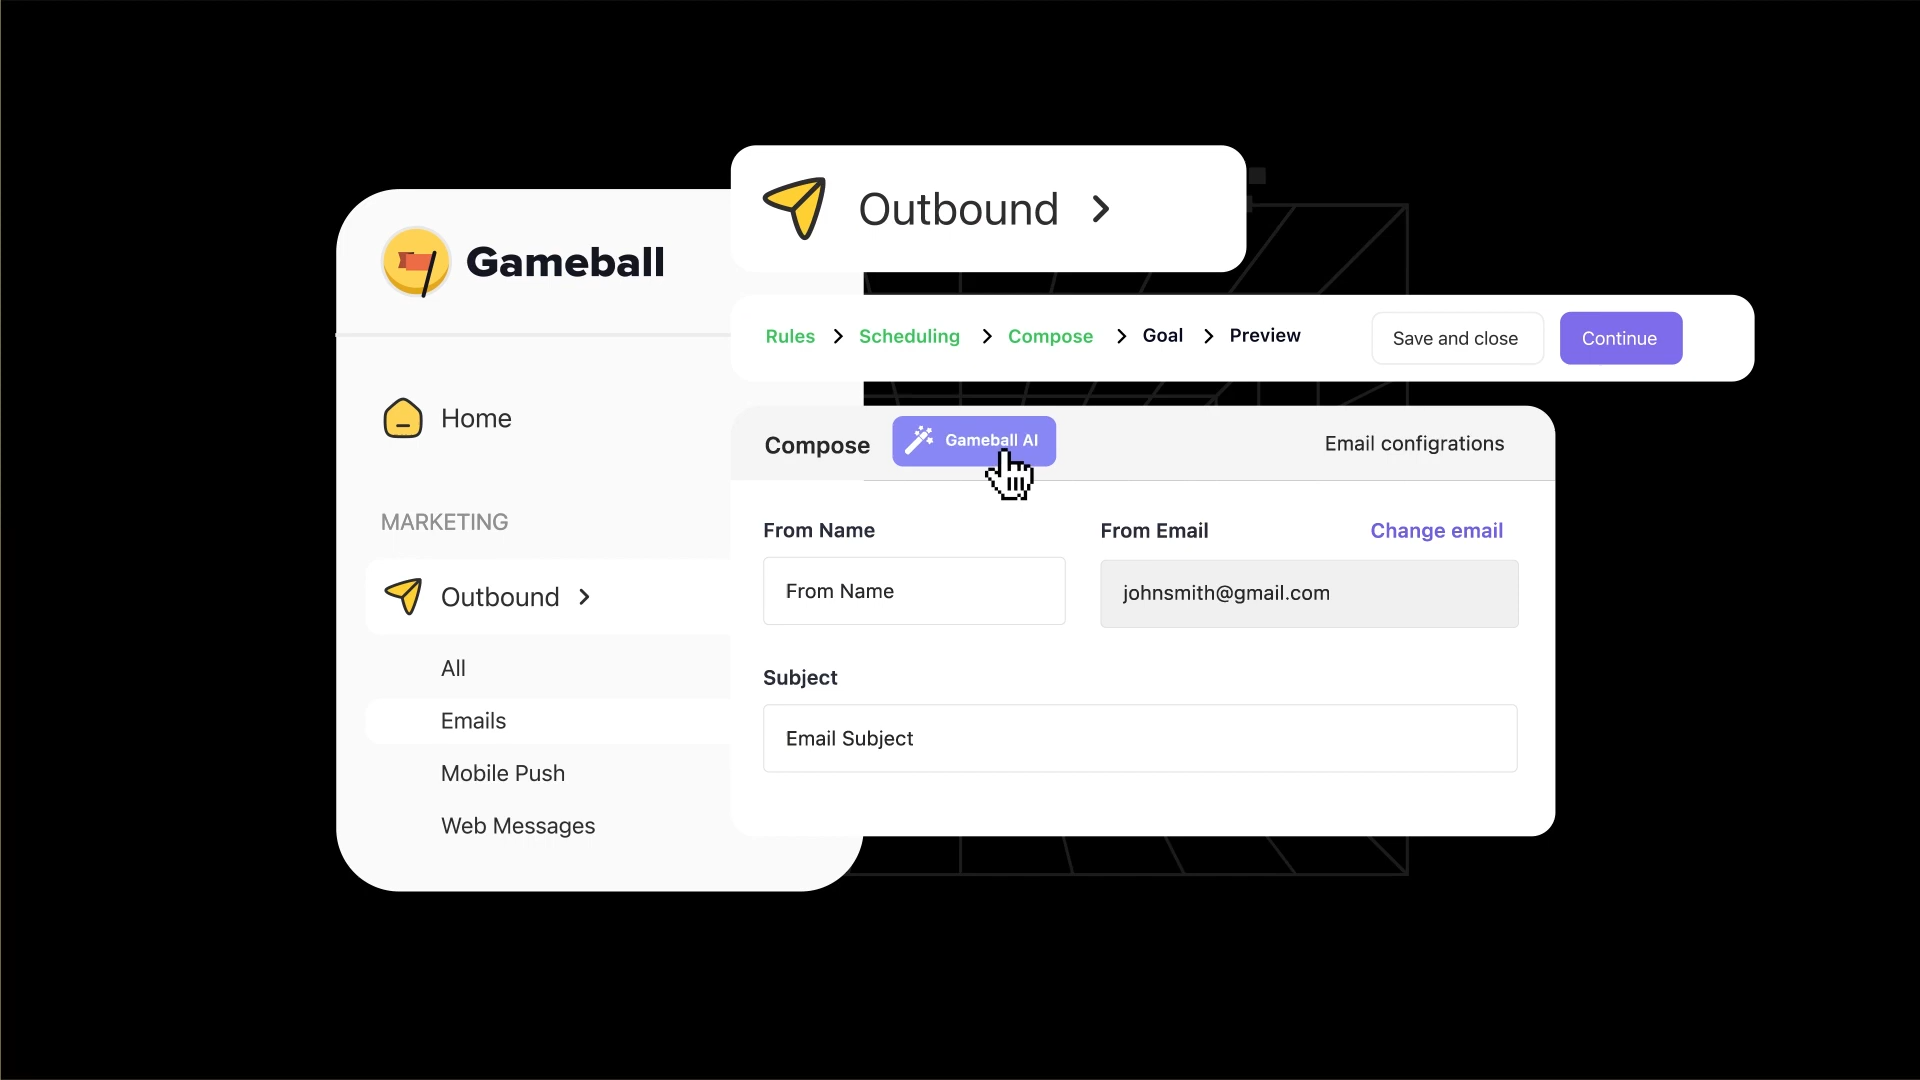 Gameball
Home
MARKETING
Outbound
All
Emails
Mobile Push
Web Messages
Outbound
Rules Scheduling Compose Goal Preview Save and close Continue
Compose Gameball AI Email configrations
From Name From Email Change email
From Name johnsmith@gmail.com
Subject
Email Subject